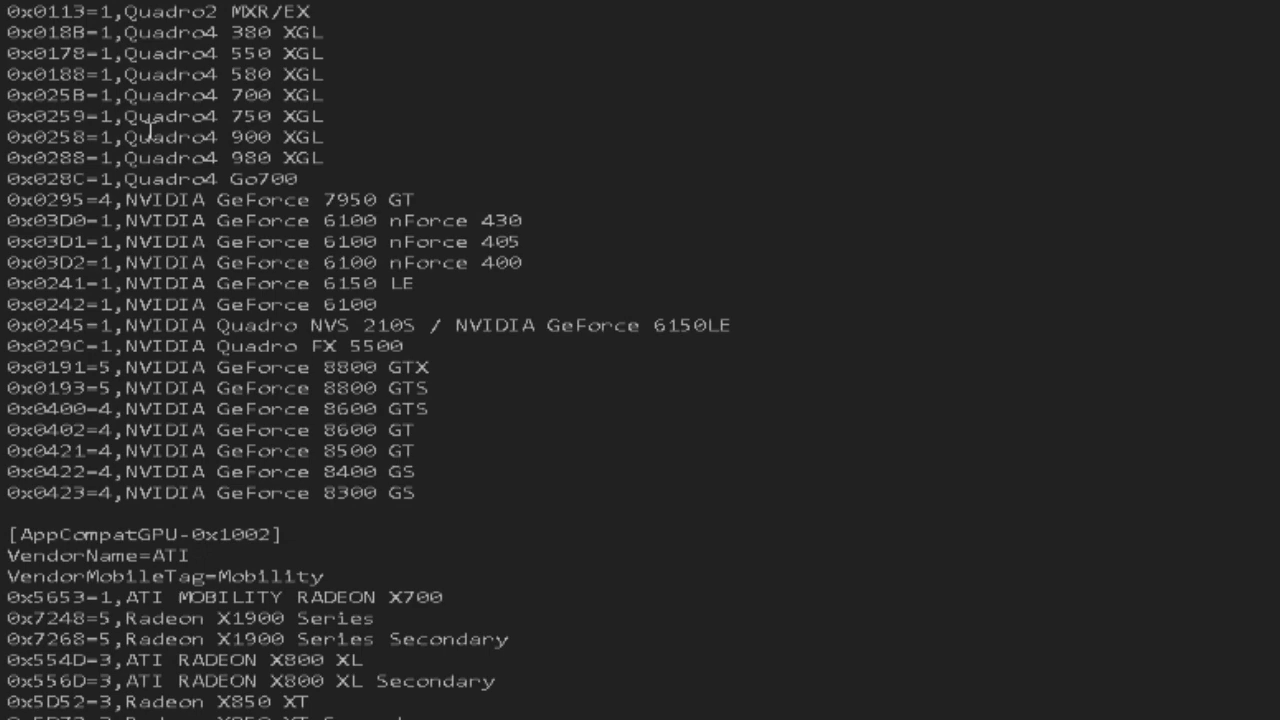 0x0113=1,Quadro2 MXR/EX
0x018B=1,Quadro4 380 XGL
0x0178=1,Quadro4 550 XGL
0x0188=1,Quadro4 580 XGL
0x025B=1,Quadro4 700 XGL
0x0259=1,Quadro4 750 XGL
0x0258=1,Quadro4 900 XGL
0x0288=1,Quadro4 980 XGL
0x028C=1,Quadro4 Go700
0x0295=4,NVIDIA GeForce 7950 GT
0x03D0=1,NVIDIA GeForce 6100 nForce 430
0x03D1=1,NVIDIA GeForce 6100 nForce 405
0x03D2=1,NVIDIA GeForce 6100 nForce 400
0x0241=1,NVIDIA GeForce 6150 LE
0x0242=1,NVIDIA GeForce 6100
0x0245=1,NVIDIA Quadro NVS 210S / NVIDIA GeForce 6150LE
0x029C=1,NVIDIA Quadro FX 5500
0x0191=5,NVIDIA GeForce 8800 GTX
0x0193=5,NVIDIA GeForce 8800 GTS
0x0400=4,NVIDIA GeForce 8600 GTS
0x0402=4,NVIDIA GeForce 8600 GT
0x0421=4,NVIDIA GeForce 8500 GT
0x0422=4,NVIDIA GeForce 8400 GS
0x0423=4,NVIDIA GeForce 8300 GS
[AppCompatGPU-0x1002]
VendorName=ATI
VendorMobileTag=Mobility
0x5653=1,ATI MOBILITY RADEON X700
0x7248=5,Radeon X1900 Series
0x7268=5,Radeon X1900 Series Secondary
0x554D=3,ATI RADEON X800 XL
0x556D=3,ATI RADEON X800 XL Secondary
0x5D52=3,Radeon X850 XT